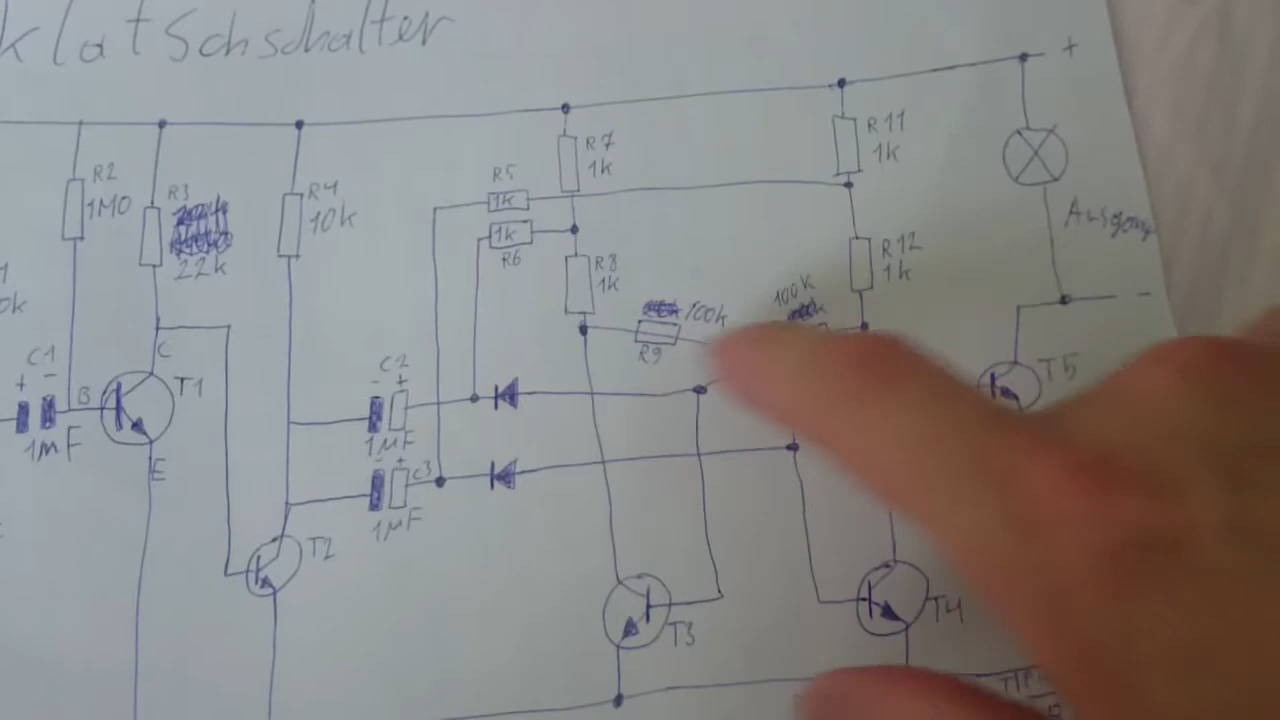 klatschschalter
+
R2
1M0
R3
22k
R4
10k
R5
1k
R7
1k
1k
R6
R8
1k
R11
1k
R12
1k
Ausgang
-
100k
R9
100k
C1
+ -
1MF
B
C
E
T1
C2
- +
1MF
- +
C3
1MF
T2
T3
T4
T5